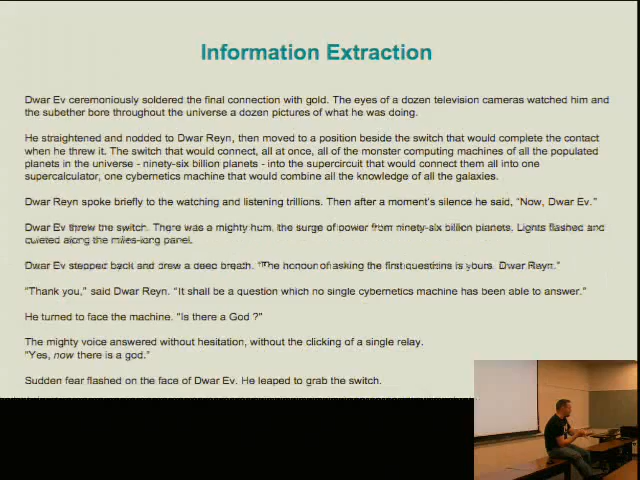 Information Extraction
Dwar Ev ceremoniously soldered the final connection with gold. The eyes of a dozen television cameras watched him and
the subether bore throughout the universe a dozen pictures of what he was doing.
He straightened and nodded to Dwar Reyn, then moved to a position beside the switch that would complete the contact
when he threw it. The switch that would connect, all at once, all of the monster computing machines of all the populated
planets in the universe - ninety-six billion planets - into the supercircuit that would connect them all into one
supercalculator, one cybernetics machine that would combine all the knowledge of all the galaxies.
Dwar Reyn spoke briefly to the watching and listening trillions. Then after a moment's silence he said, “Now, Dwar Ev.”
Dwar Ev threw the switch. There was a mighty hum, the surge of power from ninety-six billion planets. Lights flashed and
quieted along the miles-long panel.
Dwar Ev stepped back and drew a deep breath. “The honour of asking the first questions is yours, Dwar Reyn.”
“Thank you,” said Dwar Reyn. “It shall be a question which no single cybernetics machine has been able to answer.”
He turned to face the machine. “Is there a God ?”
The mighty voice answered without hesitation, without the clicking of a single relay.
“Yes, now there is a god.”
Sudden fear flashed on the face of Dwar Ev. He leaped to grab the switch.